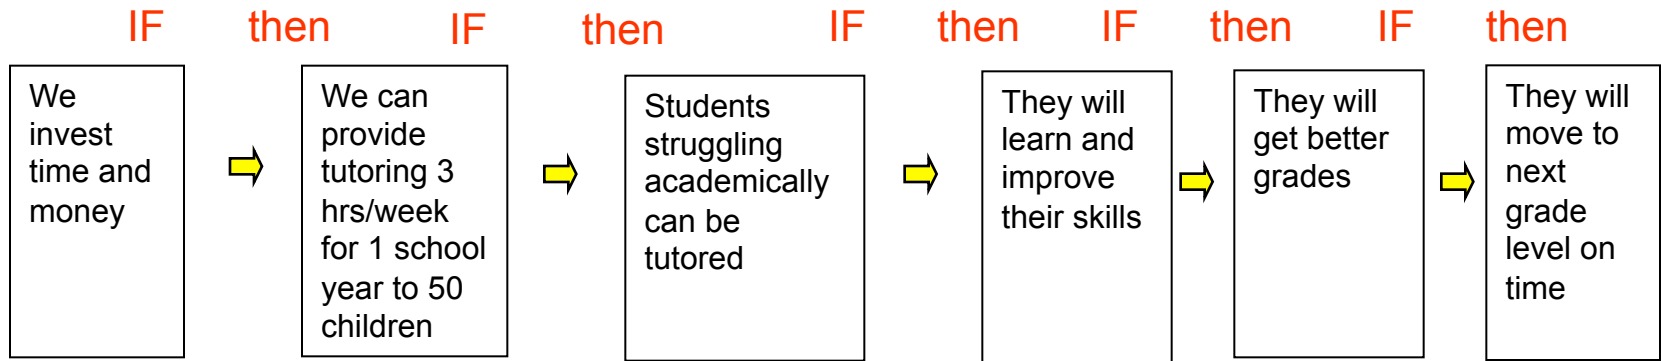 IF then IF then IF then IF then IF then
We
invest
time and
money
We can
provide
tutoring 3
hrs/week
for 1 school
year to 50
children
Students
struggling
academically
can be
tutored
They will
learn and
improve
their skills
They will
get better
grades
They will
move to
next
grade
level on
time